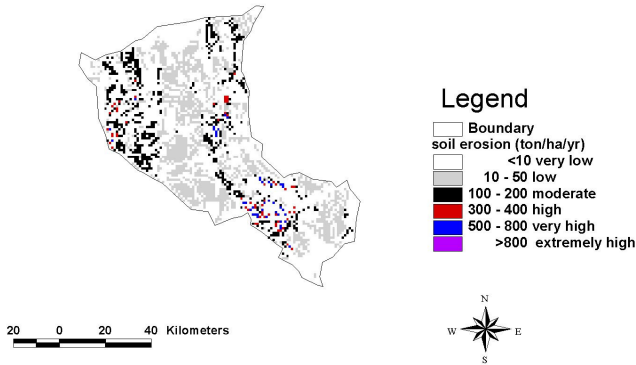 Legend
Boundary
soil erosion (ton/ha/yr)
<10 very low
10 - 50 low
100 - 200 moderate
300 - 400 high
500 - 800 very high
>800 extremely high
20 0 20 40 Kilometers
N
W E
S